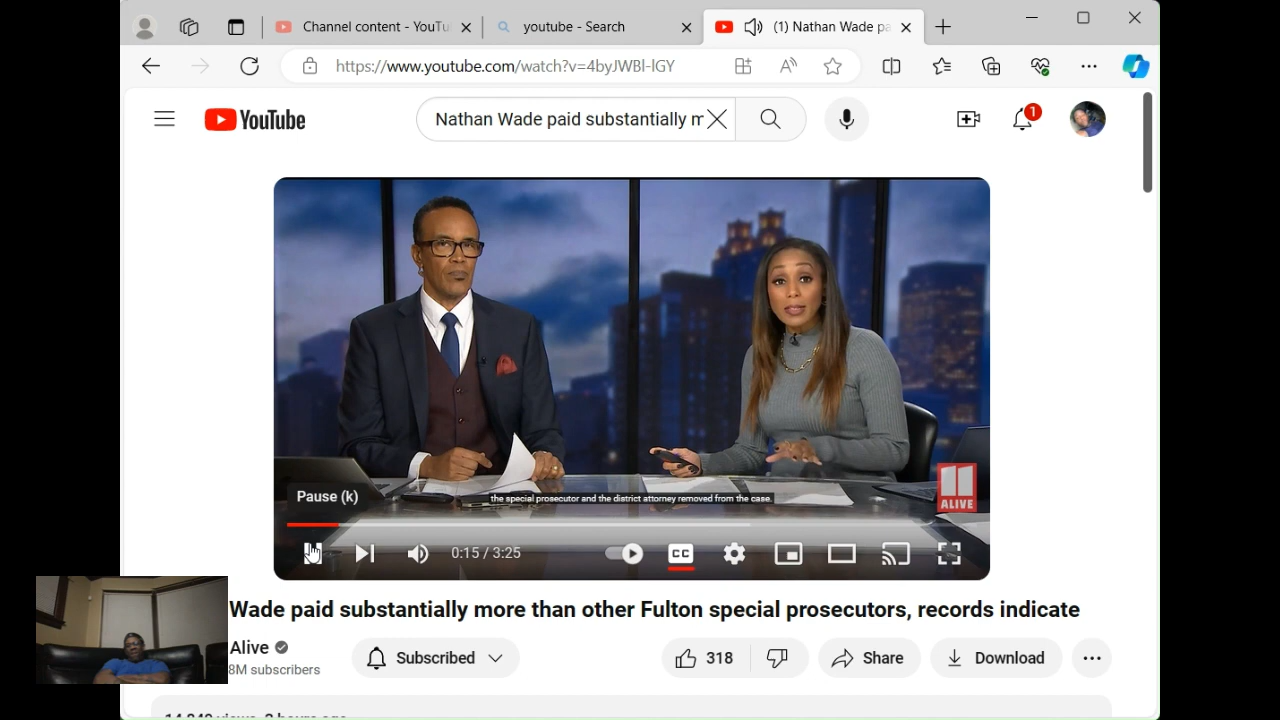 Channel content - YouTu
youtube - Search
(1) Nathan Wade pa
https://www.youtube.com/watch?v=4byJWBl-lGY
YouTube
Nathan Wade paid substantially m
1
Pause (k)
the special prosecutor and the district attorney removed from the case.
11
ALIVE
0:15 / 3:25
CC
Wade paid substantially more than other Fulton special prosecutors, records indicate
Alive
8M subscribers
Subscribed
318
Share
Download